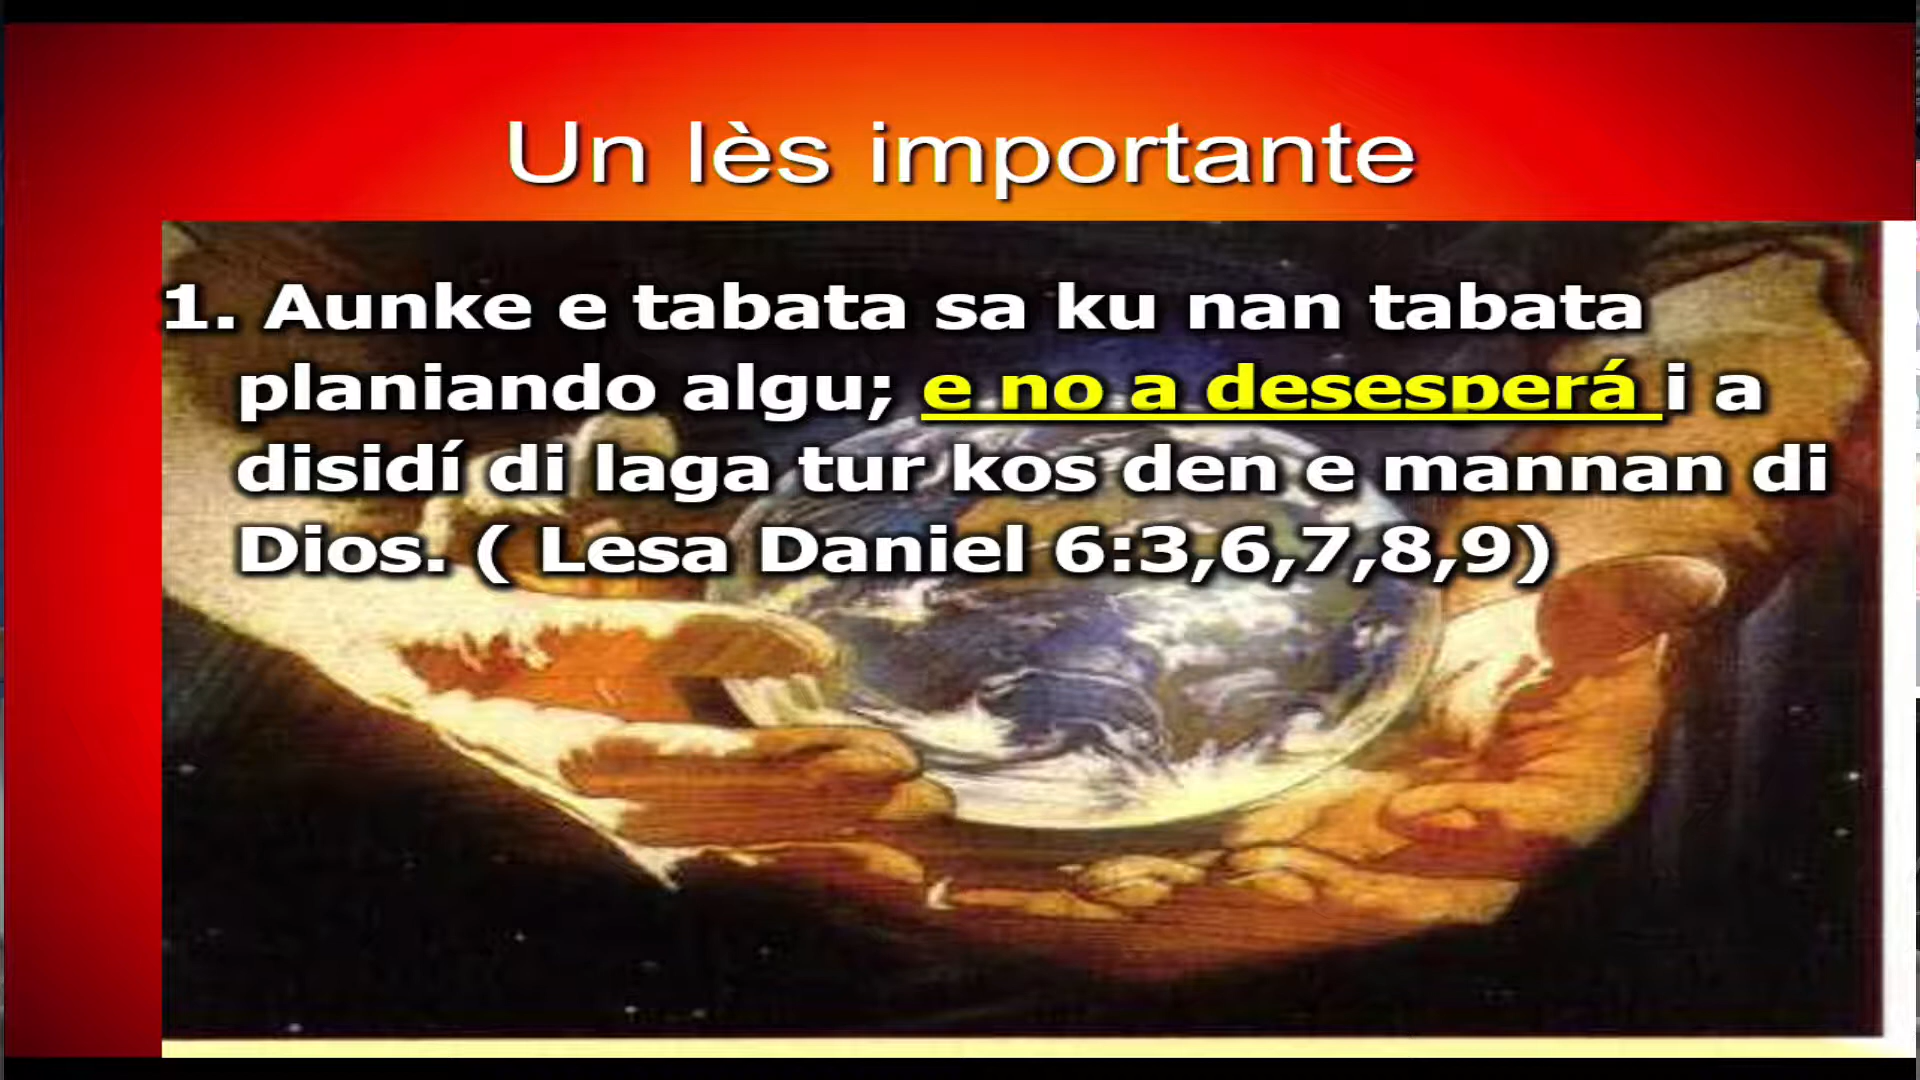 Un lès importante
1. Aunke e tabata sa ku nan tabata
planiando algu; e no a desesperá i a
disidí di laga tur kos den e mannan di
Dios. ( Lesa Daniel 6:3,6,7,8,9)